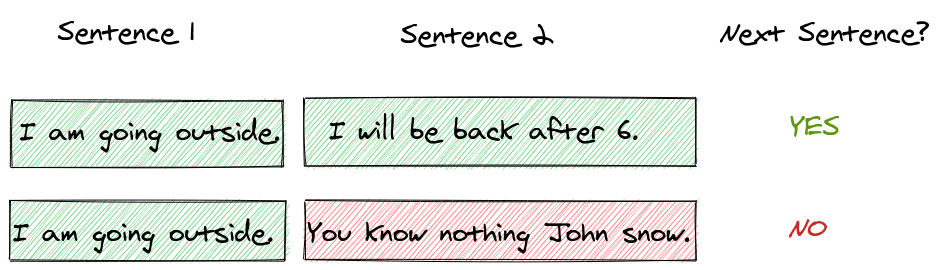 Sentence 1 Sentence 2 Next Sentence?
I am going outside. I will be back after 6. YES
I am going outside. You know nothing John snow. NO